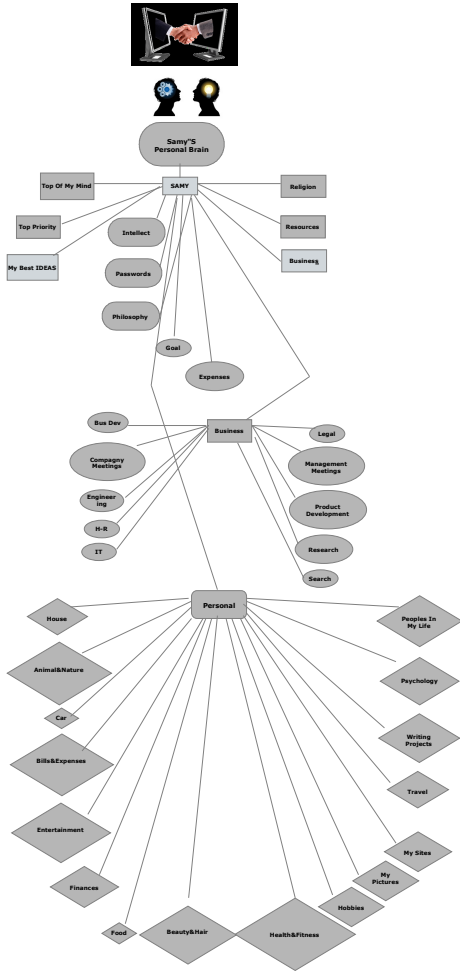 Samy"S
Personal Brain
Top Of My Mind
SAMY
Religion
Top Priority
Resources
Intellect
My Best IDEAS
Business
Passwords
Philosophy
Goal
Expenses
Bus Dev
Business
Legal
Compagny
Meetings
Management
Meetings
Engineer
ing
Product
Development
H-R
IT
Research
Search
Personal
House
Peoples In
My Life
Animal&Nature
Psychology
Car
Writing
Projects
Bills&Expenses
Travel
Entertainment
My Sites
My
Pictures
Finances
Hobbies
Food
Beauty&Hair
Health&Fitness